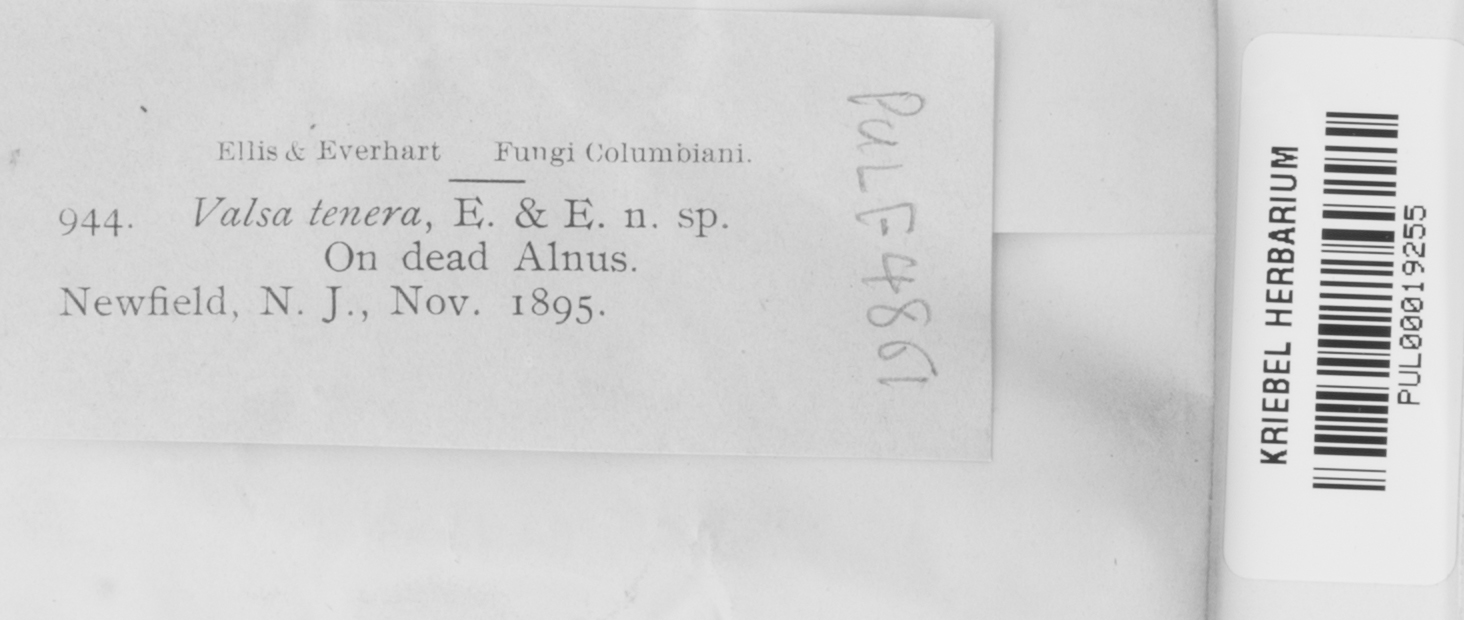 Ellis & Everhart Fungi Columbiani.
944. Valsa tenera, E. & E. n. sp.
On dead Alnus.
Newfield, N. J., Nov. 1895.
PUL F4861
KRIEBEL HERBARIUM
PUL00019255